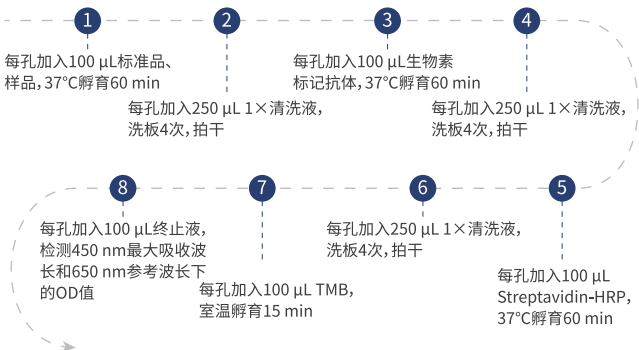 1
每孔加入100 μL标准品、
样品,37℃孵育60 min
2
每孔加入250 μL 1×清洗液,
洗板4次,拍干
3
每孔加入100 μL生物素
标记抗体,37℃孵育60 min
4
每孔加入250 μL 1×清洗液,
洗板4次,拍干
5
每孔加入100 μL
Streptavidin-HRP,
37℃孵育60 min
6
每孔加入250 μL 1×清洗液,
洗板4次,拍干
7
每孔加入100 μL TMB,
室温孵育15 min
8
每孔加入100 μL终止液,
检测450 nm最大吸收波
长和650 nm参考波长下
的OD值